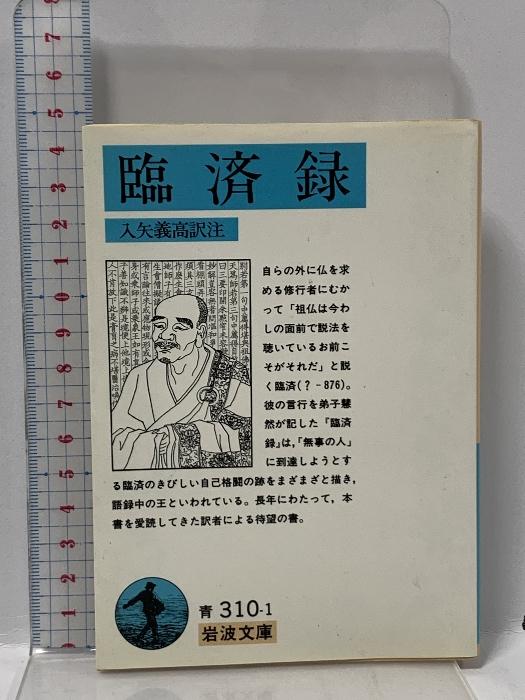 臨済録
入矢義高訳注
自らの外に仏を求
める修行者にむか
って「祖仏は今わ
しの面前で説法を
聴いているお前こ
そがそれだ」と説
く臨済(？-876)。
彼の言行を弟子慧
然が記した『臨済
録』は,「無事の人」
に到達しようとす
る臨済のきびしい自己格闘の跡をまざまざと描き,
語録中の王といわれている。長年にわたって,本
書を愛読してきた訳者による待望の書。
青 310-1
岩波文庫